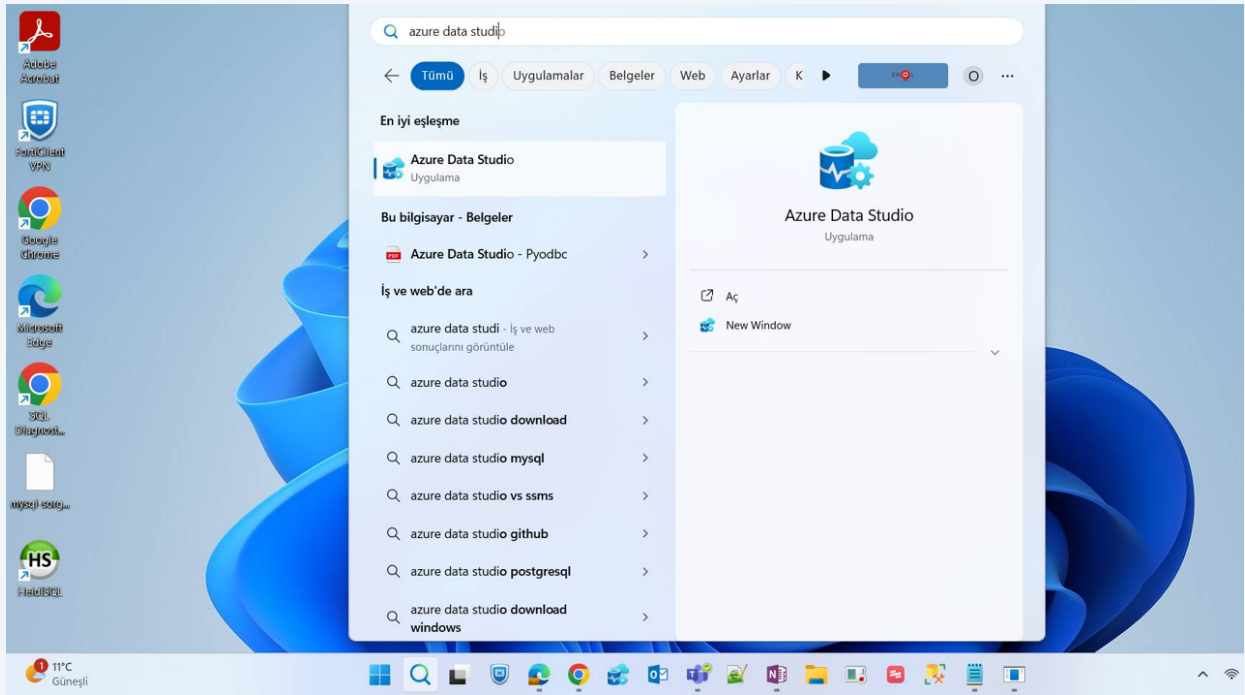 Adobe
Acrobat
FortiClient
VPN
Google
Chrome
Microsoft
Edge
SQL
Diagnost...
mysql-sorg...
HS
HeidiSQL
azure data studio
Tümü
İş
Uygulamalar
Belgeler
Web
Ayarlar
K
O
En iyi eşleşme
Azure Data Studio
Uygulama
Bu bilgisayar - Belgeler
PDF
Azure Data Studio - Pyodbc
İş ve web'de ara
azure data studi - İş ve web
sonuçlarını görüntüle
azure data studio
azure data studio download
azure data studio mysql
azure data studio vs ssms
azure data studio github
azure data studio postgresql
azure data studio download
windows
Azure Data Studio
Uygulama
Aç
New Window
1
11°C
Güneşli